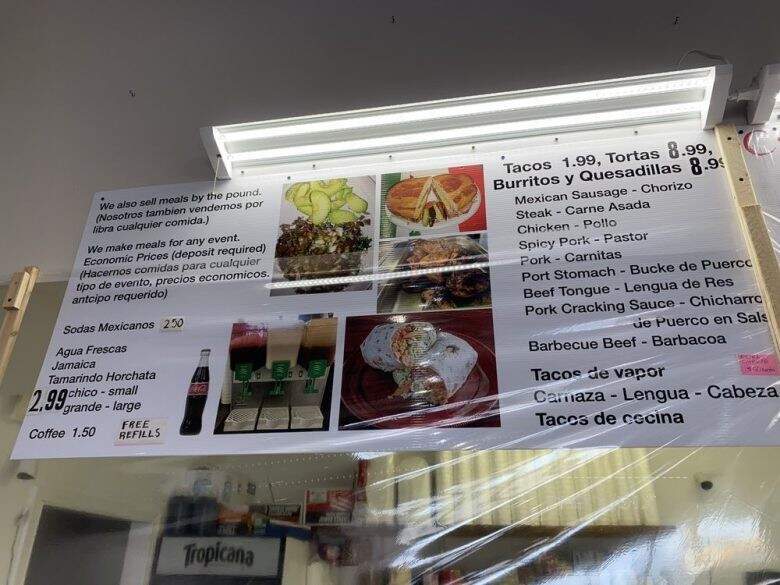 We also sell meals by the pound.
(Nosotros tambien vendemos por
libra cualquier comida.)
We make meals for any event.
Economic Prices (deposit required)
(Hacernos comidas para cualquier
tipo de evento, precios economicos.
antcipo requerido)
Sodas Mexicanos 2.50
Agua Frescas
Jamaica
Tamarindo Horchata
2.99 chico - small
grande - large
Coffee 1.50 FREE
REFILLS
Tacos 1.99, Tortas 8.99,
Burritos y Quesadillas 8.99
Mexican Sausage - Chorizo
Steak - Carne Asada
Chicken - Pollo
Spicy Pork - Pastor
Pork - Carnitas
Port Stomach - Bucke de Puerco
Beef Tongue - Lengua de Res
Pork Cracking Sauce - Chicharro
de Puerco en Sals
Barbecue Beef - Barbacoa
Tacos de vapor
Carnaza - Lengua - Cabeza
Tacos de cecina
Tropicana